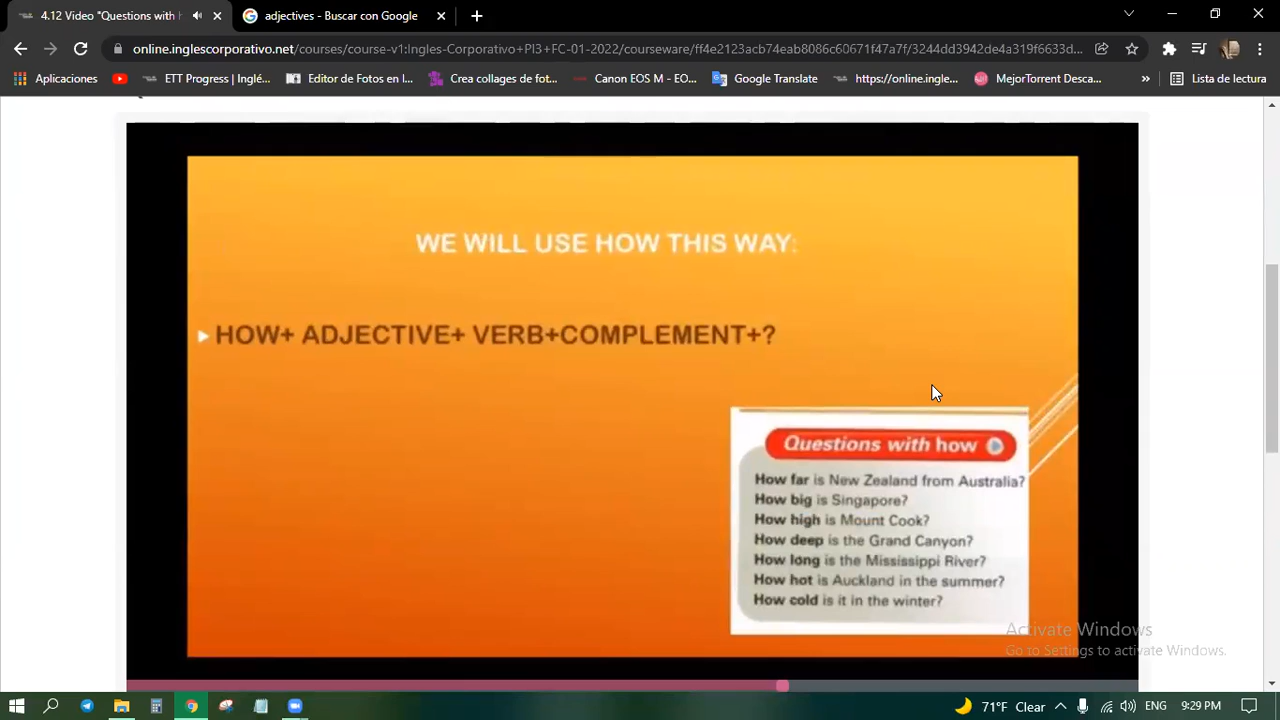 4.12 Video "Questions with
adjectives - Buscar con Google
online.inglescorporativo.net/courses/course-v1:Ingles-Corporativo+PI3+FC-01-2022/courseware/ff4e2123acb74eab8086c60671f47a7f/3244dd3942de4a319f6633d...
Aplicaciones
ETT Progress | Inglé...
Editor de Fotos en l...
Crea collages de fot...
Canon EOS M - EO...
Google Translate
https://online.ingle...
MejorTorrent Desca...
»
Lista de lectura
WE WILL USE HOW THIS WAY:
HOW+ ADJECTIVE+ VERB+COMPLEMENT+?
Questions with how
How far is New Zealand from Australia?
How big is Singapore?
How high is Mount Cook?
How deep is the Grand Canyon?
How long is the Mississippi River?
How hot is Auckland in the summer?
How cold is it in the winter?
Activate Windows
Go to Settings to activate Windows.
71°F Clear
ENG
9:29 PM